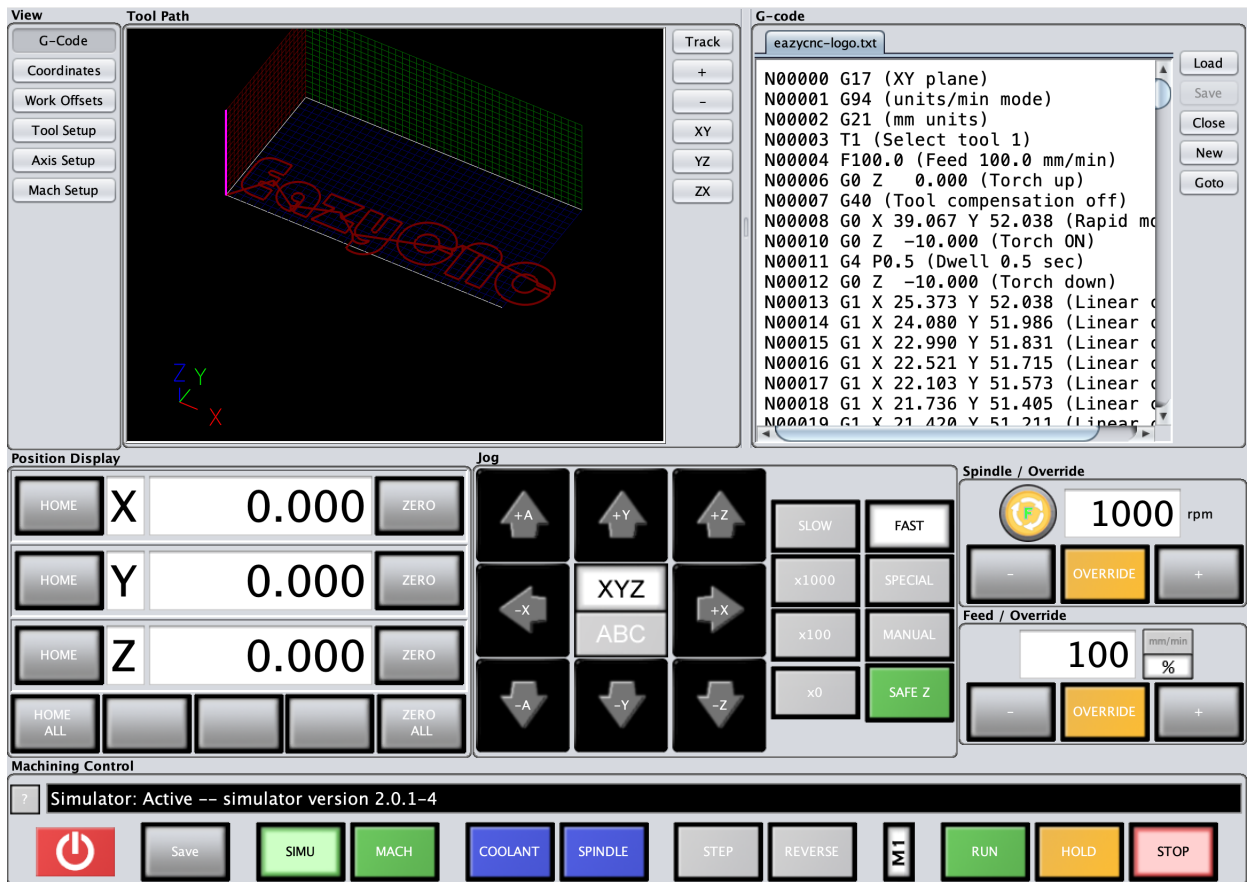 View
G-Code
Coordinates
Work Offsets
Tool Setup
Axis Setup
Mach Setup
Tool Path
Eazycnc
Z Y
X
Track
+
–
XY
YZ
ZX
G-code
eazycnc-logo.txt
N00000 G17 (XY plane)
N00001 G94 (units/min mode)
N00002 G21 (mm units)
N00003 T1 (Select tool 1)
N00004 F100.0 (Feed 100.0 mm/min)
N00006 G0 Z   0.000 (Torch up)
N00007 G40 (Tool compensation off)
N00008 G0 X 39.067 Y 52.038 (Rapid
N00010 G0 Z  -10.000 (Torch ON)
N00011 G4 P0.5 (Dwell 0.5 sec)
N00012 G0 Z  -10.000 (Torch down)
N00013 G1 X 25.373 Y 52.038 (Linear
N00014 G1 X 24.080 Y 51.986 (Linear
N00015 G1 X 22.990 Y 51.831 (Linear
N00016 G1 X 22.521 Y 51.715 (Linear
N00017 G1 X 22.103 Y 51.573 (Linear
N00018 G1 X 21.736 Y 51.405 (Linear
N00019 G1 X 21.420 Y 51.211 (Linear
Load
Save
Close
New
Goto
Position Display
HOME X 0.000 ZERO
HOME Y 0.000 ZERO
HOME Z 0.000 ZERO
HOME ALL
ZERO ALL
Jog
+A +Y +Z
-X XYZ +X
ABC
-A -Y -Z
SLOW FAST
x1000 SPECIAL
x100 MANUAL
x0 SAFE Z
Spindle / Override
F 1000 rpm
– OVERRIDE +
Feed / Override
100 mm/min
%
– OVERRIDE +
Machining Control
? Simulator: Active -- simulator version 2.0.1-4
Save SIMU MACH COOLANT SPINDLE STEP REVERSE M1 RUN HOLD STOP